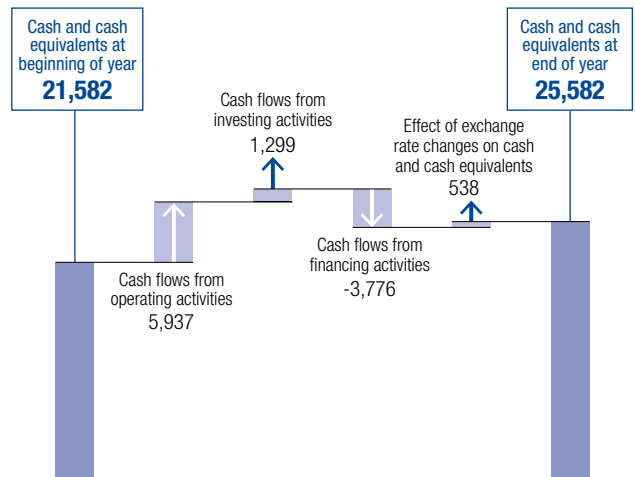 Cash and cash
equivalents at
beginning of year
21,582
Cash and cash
equivalents at
end of year
25,582
Cash flows from
investing activities
1,299
Effect of exchange
rate changes on cash
and cash equivalents
538
Cash flows from
operating activities
5,937
Cash flows from
financing activities
-3,776